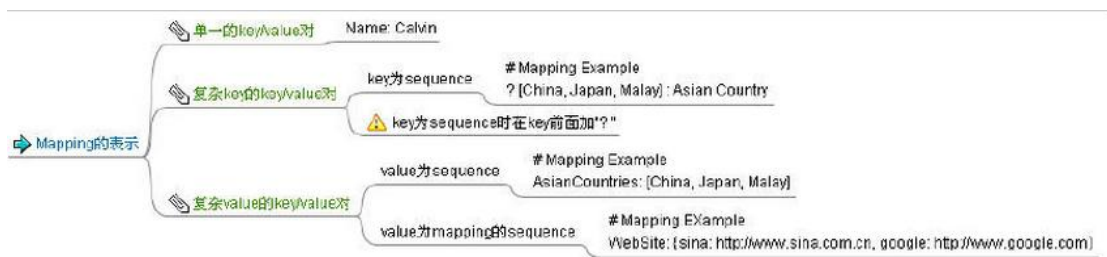 单一的key/value对
Name: Calvin
复杂key的key/value对
key为sequence
# Mapping Example
? [China, Japan, Malay] : Asian Country
key为sequence时在key前面加"?"
Mapping的表示
复杂value的key/value对
value为sequence
# Mapping Example
AsianCountries: [China, Japan, Malay]
value为mapping的sequence
# Mapping EXample
WebSite: {sina: http://www.sina.com.cn, google: http://www.google.com}